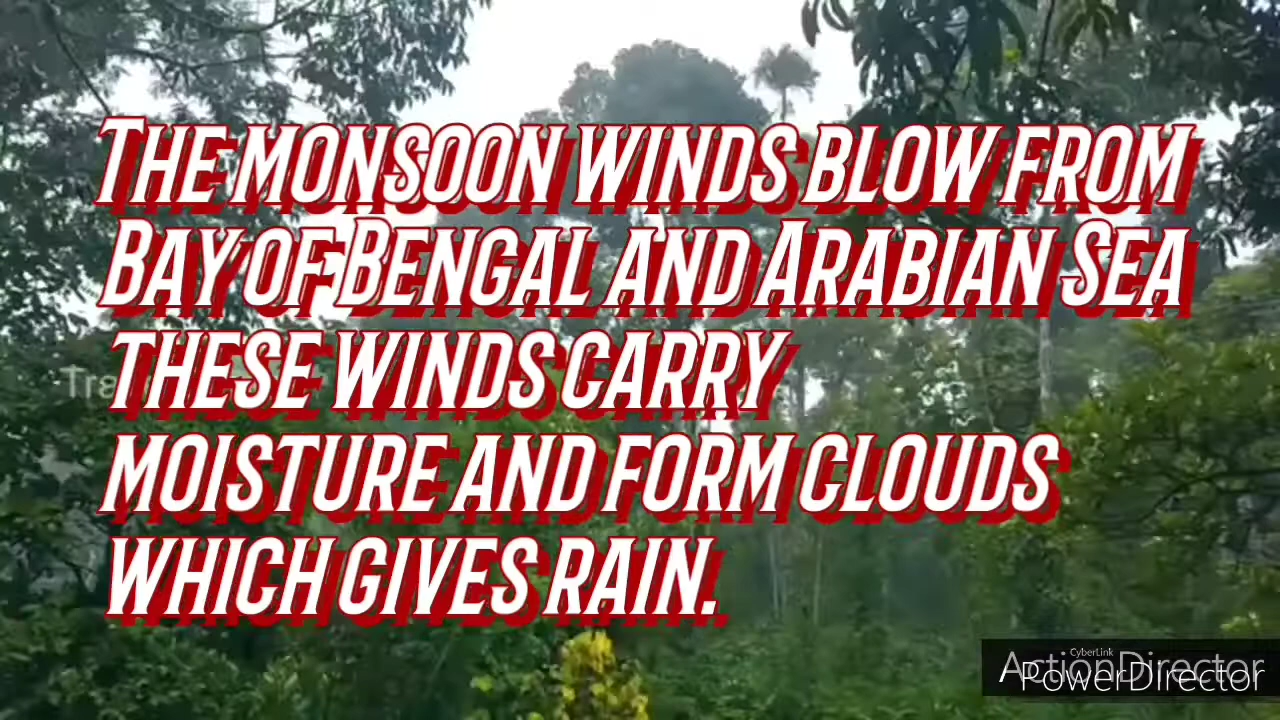 The monsoon winds blow from
Bay of Bengal and Arabian Sea
these winds carry
moisture and form clouds
which gives rain.
CyberLink
ActionDirector
PowerDirector